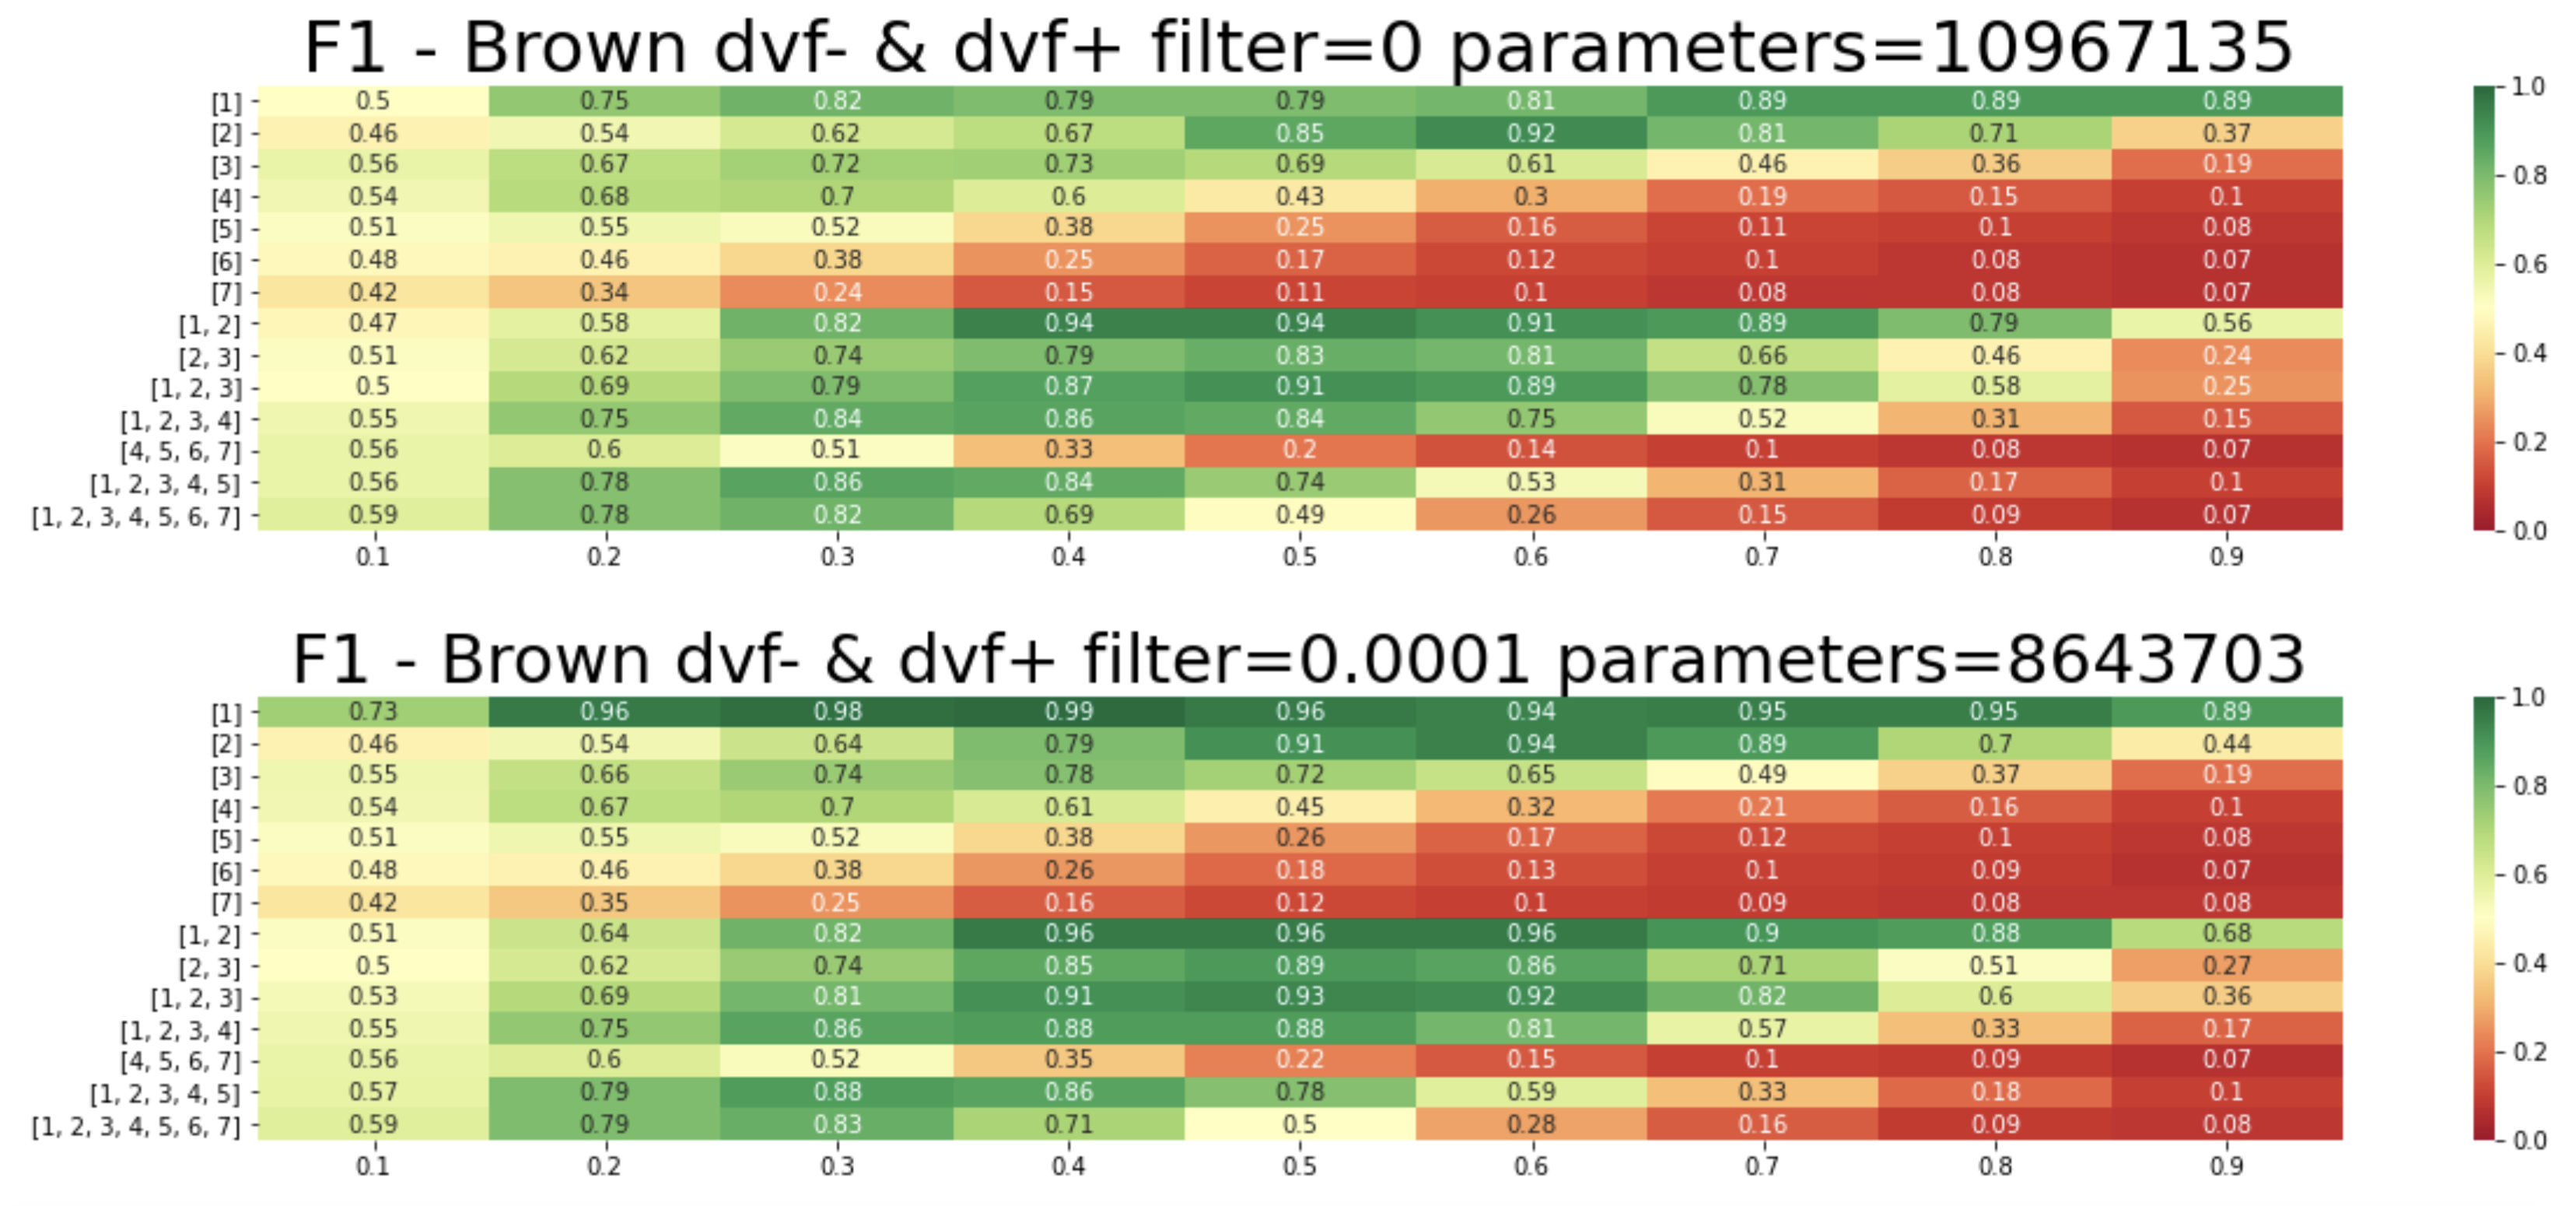 F1 - Brown dvf- & dvf+ filter=0 parameters=10967135
[1] 0.5 0.75 0.82 0.79 0.79 0.81 0.89 0.89 0.89
[2] 0.46 0.54 0.62 0.67 0.85 0.92 0.81 0.71 0.37
[3] 0.56 0.67 0.72 0.73 0.69 0.61 0.46 0.36 0.19
[4] 0.54 0.68 0.7 0.6 0.43 0.3 0.19 0.15 0.1
[5] 0.51 0.55 0.52 0.38 0.25 0.16 0.11 0.1 0.08
[6] 0.48 0.46 0.38 0.25 0.17 0.12 0.1 0.08 0.07
[7] 0.42 0.34 0.24 0.15 0.11 0.1 0.08 0.08 0.07
[1, 2] 0.47 0.58 0.82 0.94 0.94 0.91 0.89 0.79 0.56
[2, 3] 0.51 0.62 0.74 0.79 0.83 0.81 0.66 0.46 0.24
[1, 2, 3] 0.5 0.69 0.79 0.87 0.91 0.89 0.78 0.58 0.25
[1, 2, 3, 4] 0.55 0.75 0.84 0.86 0.84 0.75 0.52 0.31 0.15
[4, 5, 6, 7] 0.56 0.6 0.51 0.33 0.2 0.14 0.1 0.08 0.07
[1, 2, 3, 4, 5] 0.56 0.78 0.86 0.84 0.74 0.53 0.31 0.17 0.1
[1, 2, 3, 4, 5, 6, 7] 0.59 0.78 0.82 0.69 0.49 0.26 0.15 0.09 0.07
0.1 0.2 0.3 0.4 0.5 0.6 0.7 0.8 0.9
1.0
0.8
0.6
0.4
0.2
0.0
F1 - Brown dvf- & dvf+ filter=0.0001 parameters=8643703
[1] 0.73 0.96 0.98 0.99 0.96 0.94 0.95 0.95 0.89
[2] 0.46 0.54 0.64 0.79 0.91 0.94 0.89 0.7 0.44
[3] 0.55 0.66 0.74 0.78 0.72 0.65 0.49 0.37 0.19
[4] 0.54 0.67 0.7 0.61 0.45 0.32 0.21 0.16 0.1
[5] 0.51 0.55 0.52 0.38 0.26 0.17 0.12 0.1 0.08
[6] 0.48 0.46 0.38 0.26 0.18 0.13 0.1 0.09 0.07
[7] 0.42 0.35 0.25 0.16 0.12 0.1 0.09 0.08 0.08
[1, 2] 0.51 0.64 0.82 0.96 0.96 0.96 0.9 0.88 0.68
[2, 3] 0.5 0.62 0.74 0.85 0.89 0.86 0.71 0.51 0.27
[1, 2, 3] 0.53 0.69 0.81 0.91 0.93 0.92 0.82 0.6 0.36
[1, 2, 3, 4] 0.55 0.75 0.86 0.88 0.88 0.81 0.57 0.33 0.17
[4, 5, 6, 7] 0.56 0.6 0.52 0.35 0.22 0.15 0.1 0.09 0.07
[1, 2, 3, 4, 5] 0.57 0.79 0.88 0.86 0.78 0.59 0.33 0.18 0.1
[1, 2, 3, 4, 5, 6, 7] 0.59 0.79 0.83 0.71 0.5 0.28 0.16 0.09 0.08
0.1 0.2 0.3 0.4 0.5 0.6 0.7 0.8 0.9
1.0
0.8
0.6
0.4
0.2
0.0